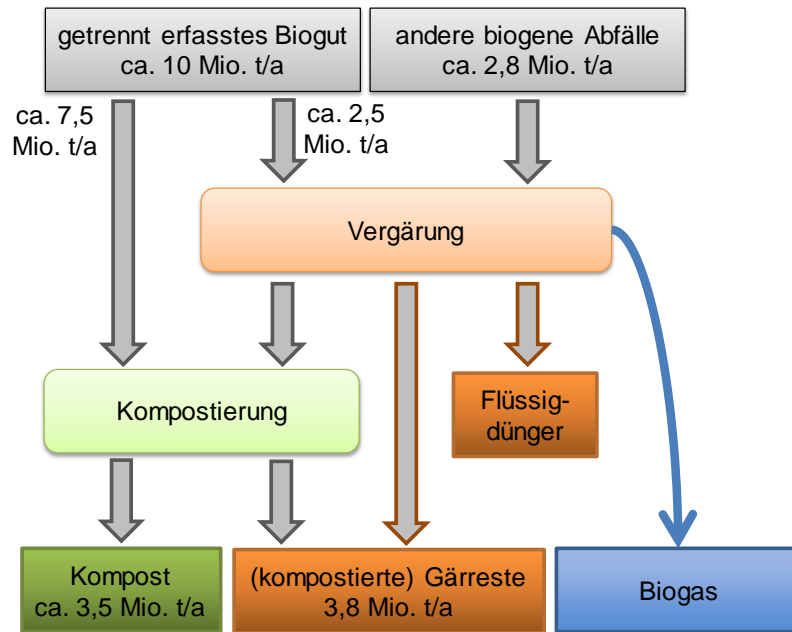 getrennt erfasstes Biogut
ca. 10 Mio. t/a
andere biogene Abfälle
ca. 2,8 Mio. t/a
ca. 7,5
Mio. t/a
ca. 2,5
Mio. t/a
Vergärung
Kompostierung
Flüssig-
dünger
Kompost
ca. 3,5 Mio. t/a
(kompostierte) Gärreste
3,8 Mio. t/a
Biogas